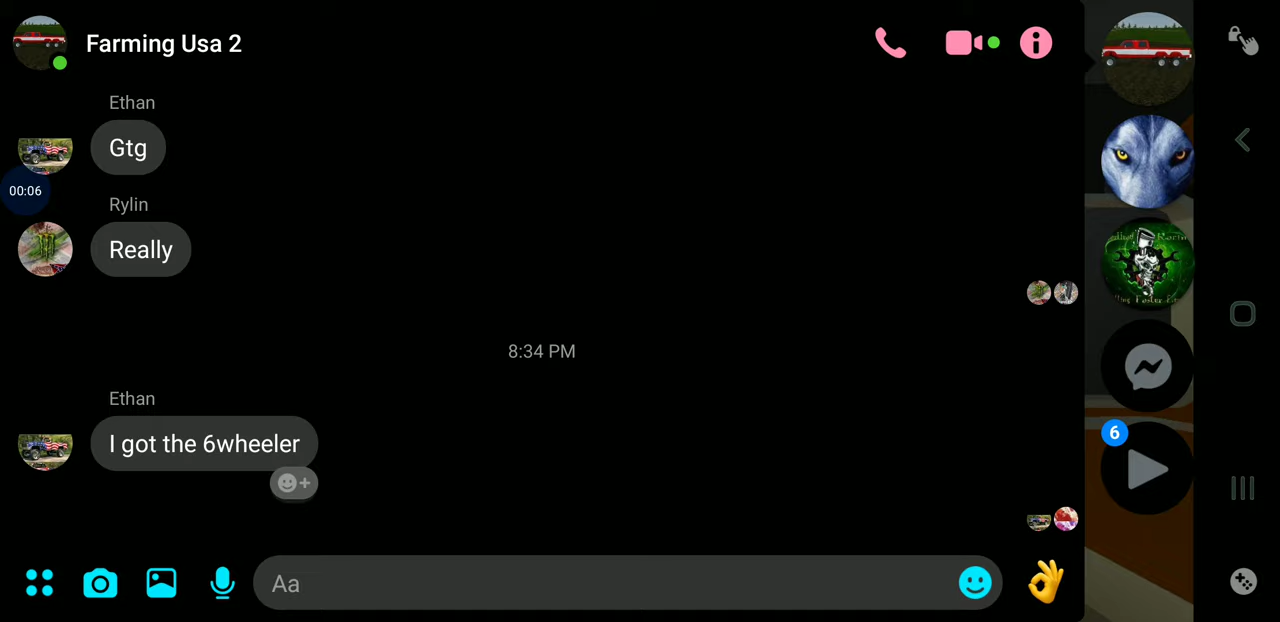 Farming Usa 2
Ethan
Gtg
00:06
Rylin
Really
8:34 PM
Ethan
I got the 6wheeler
6
Aa